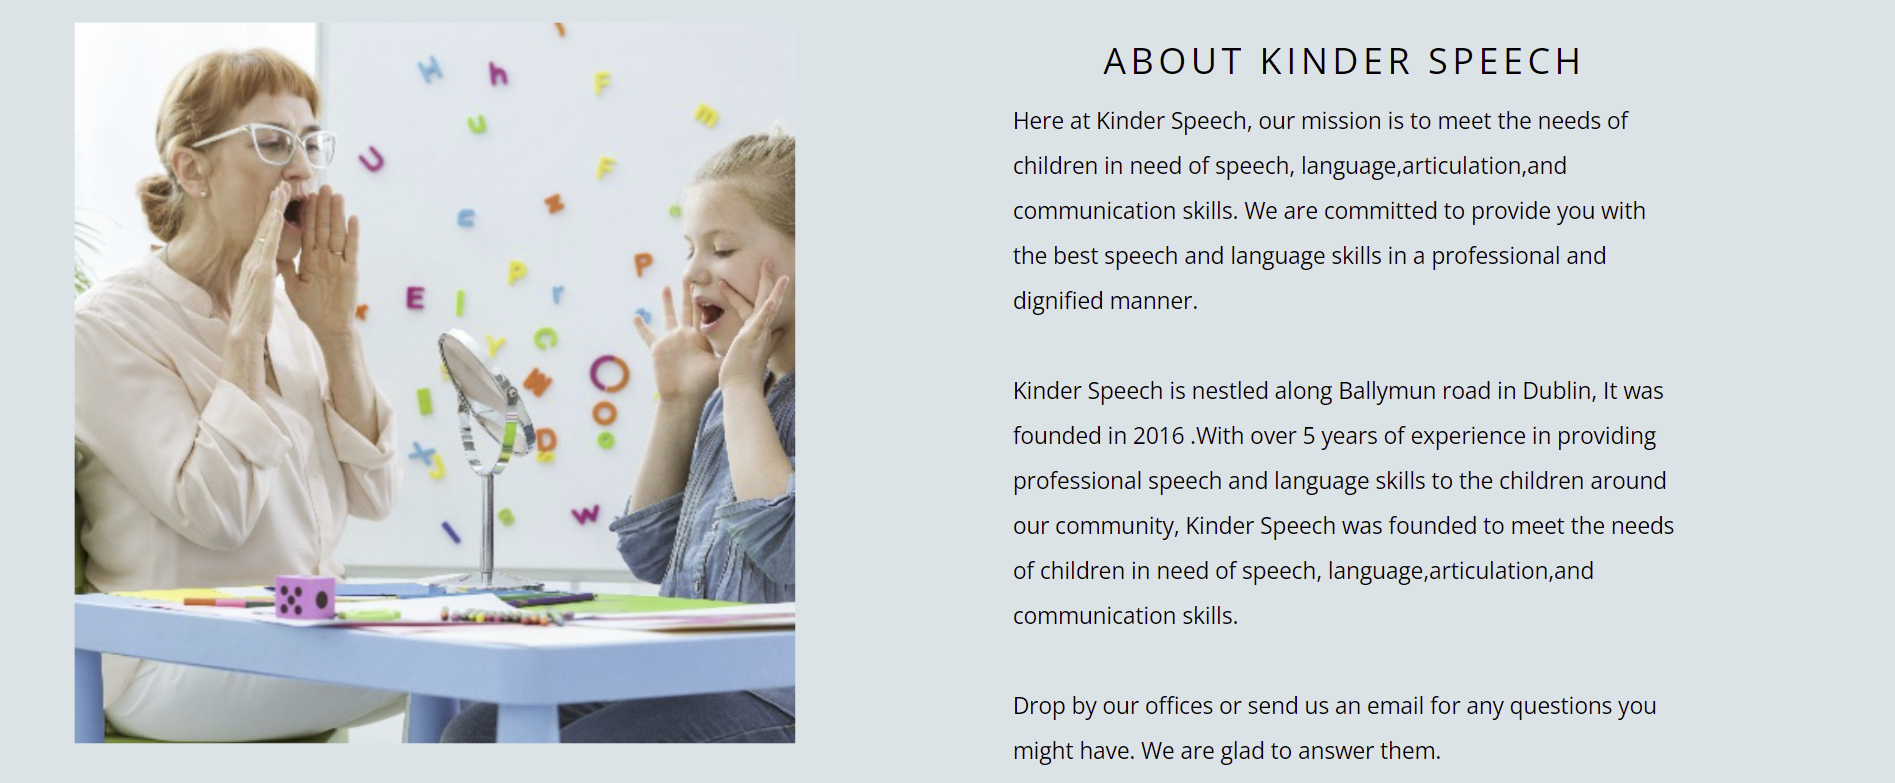 ABOUT KINDER SPEECH
Here at Kinder Speech, our mission is to meet the needs of
children in need of speech, language,articulation,and
communication skills. We are committed to provide you with
the best speech and language skills in a professional and
dignified manner.
Kinder Speech is nestled along Ballymun road in Dublin, It was
founded in 2016 .With over 5 years of experience in providing
professional speech and language skills to the children around
our community, Kinder Speech was founded to meet the needs
of children in need of speech, language,articulation,and
communication skills.
Drop by our offices or send us an email for any questions you
might have. We are glad to answer them.
H h F
u m
U F
c z
P P
E r
Y C
O
D
J
w